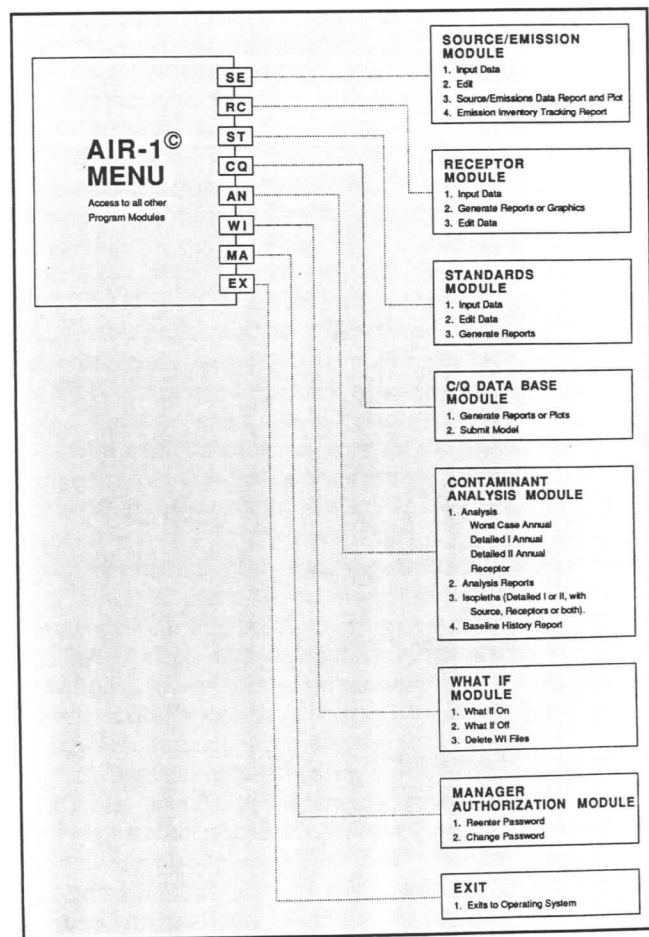 AIR-1©
MENU
Access to all other
Program Modules
SE
RC
ST
CQ
AN
WI
MA
EX
SOURCE/EMISSION
MODULE
1. Input Data
2. Edit
3. Source/Emissions Data Report and Plot
4. Emission Inventory Tracking Report
RECEPTOR
MODULE
1. Input Data
2. Generate Reports or Graphics
3. Edit Data
STANDARDS
MODULE
1. Input Data
2. Edit Data
3. Generate Reports
C/Q DATA BASE
MODULE
1. Generate Reports or Plots
2. Submit Model
CONTAMINANT
ANALYSIS MODULE
1. Analysis
Worst Case Annual
Detailed I Annual
Detailed II Annual
Receptor
2. Analysis Reports
3. Isopleths (Detailed I or II, with
Source, Receptors or both).
4. Baseline History Report
WHAT IF
MODULE
1. What If On
2. What If Off
3. Delete WI Files
MANAGER
AUTHORIZATION MODULE
1. Reenter Password
2. Change Password
EXIT
1. Exits to Operating System